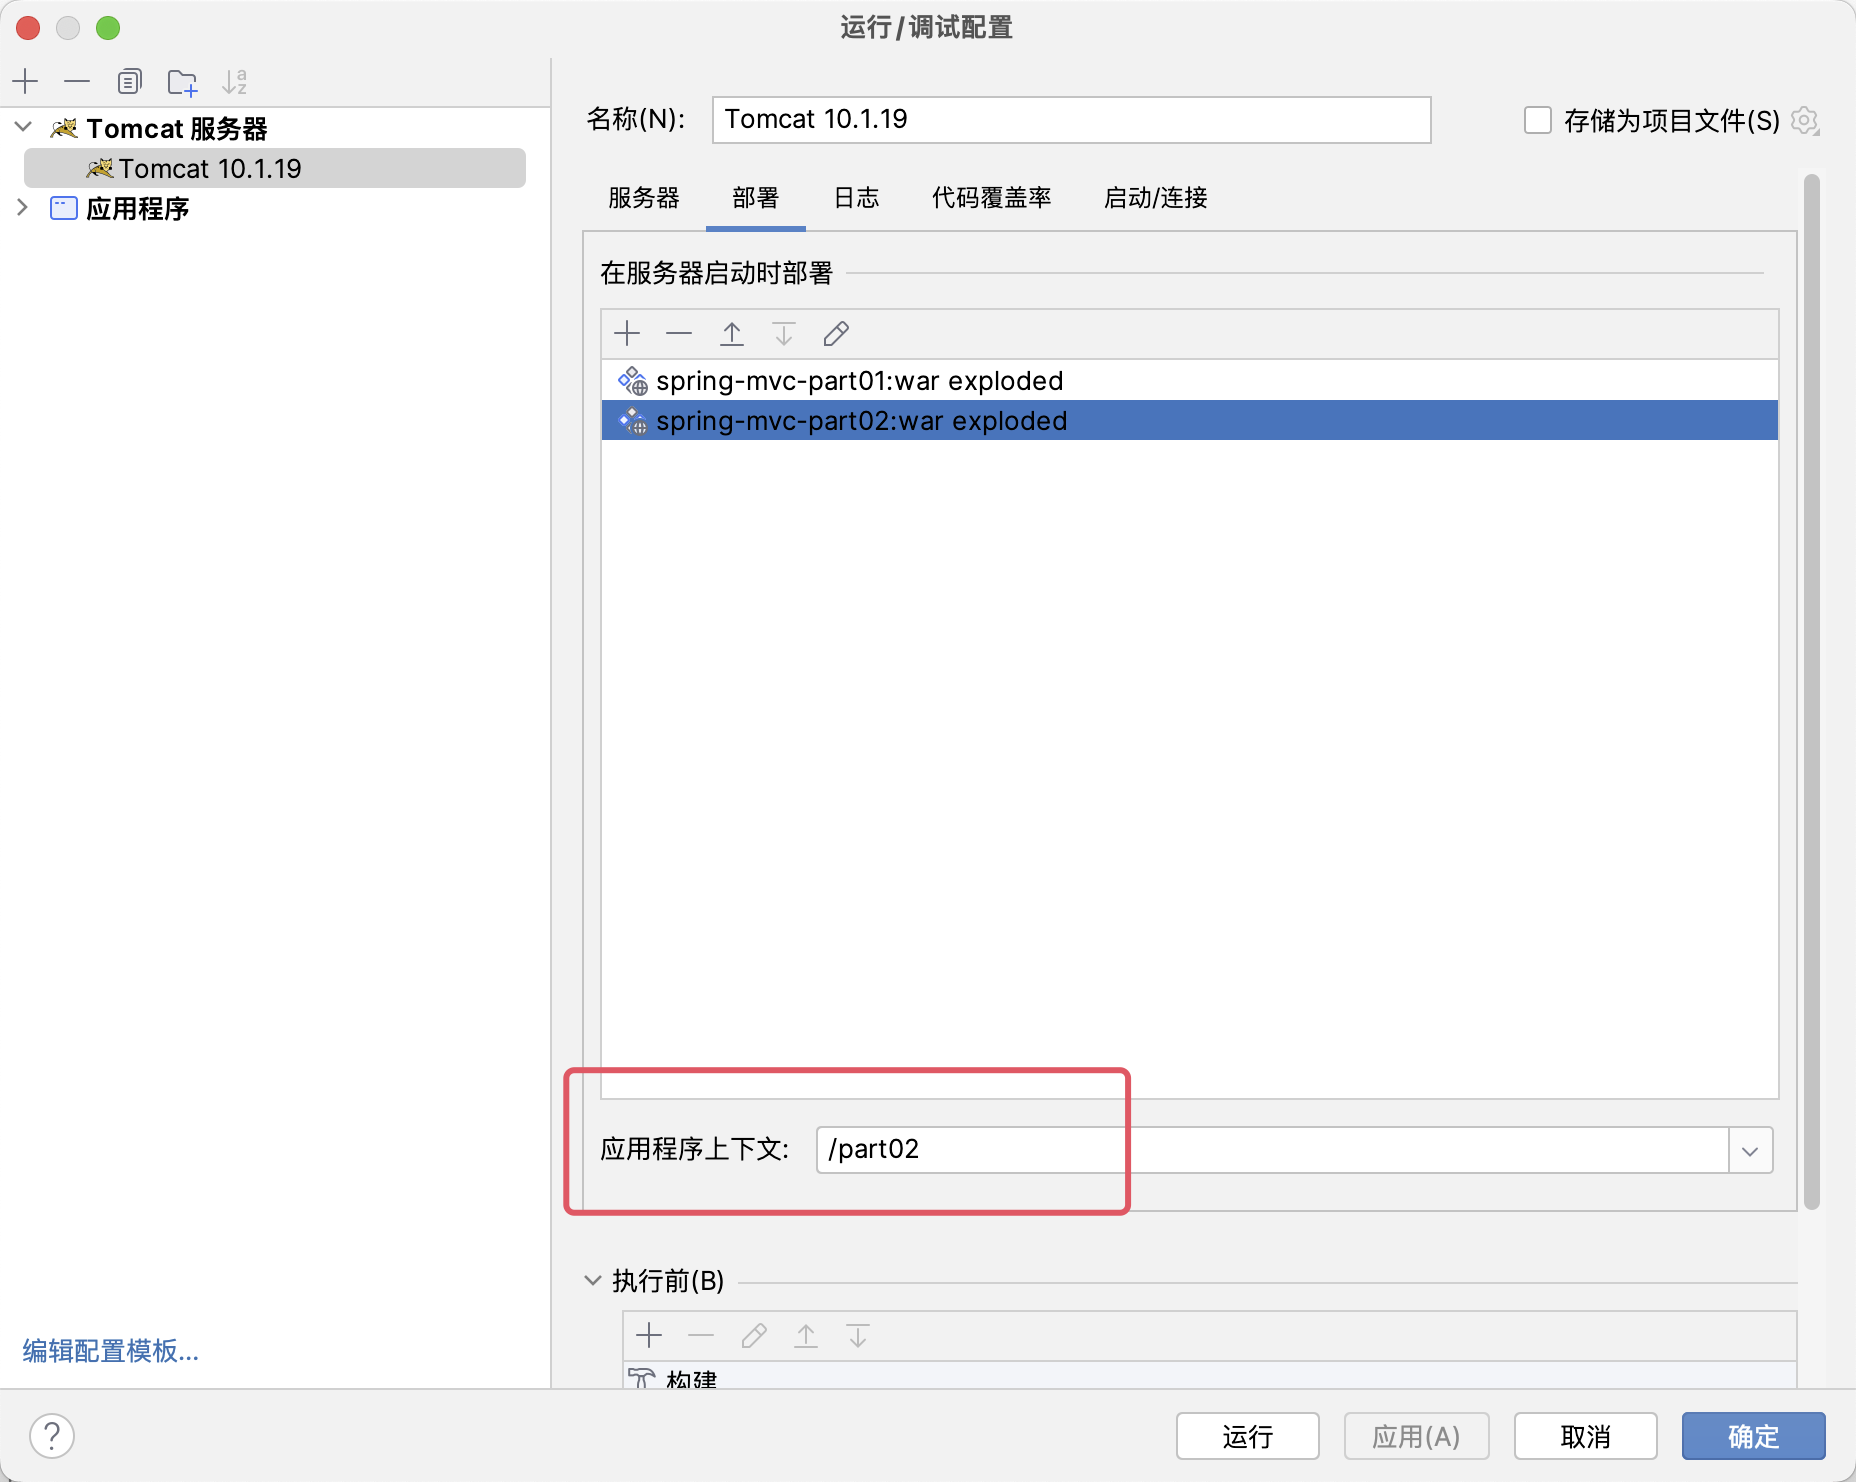 运行/调试配置
Tomcat 服务器
Tomcat 10.1.19
应用程序
名称(N):
Tomcat 10.1.19
存储为项目文件(S)
服务器
部署
日志
代码覆盖率
启动/连接
在服务器启动时部署
spring-mvc-part01:war exploded
spring-mvc-part02:war exploded
应用程序上下文:
/part02
执行前(B)
构建
编辑配置模板...
?
运行
应用(A)
取消
确定